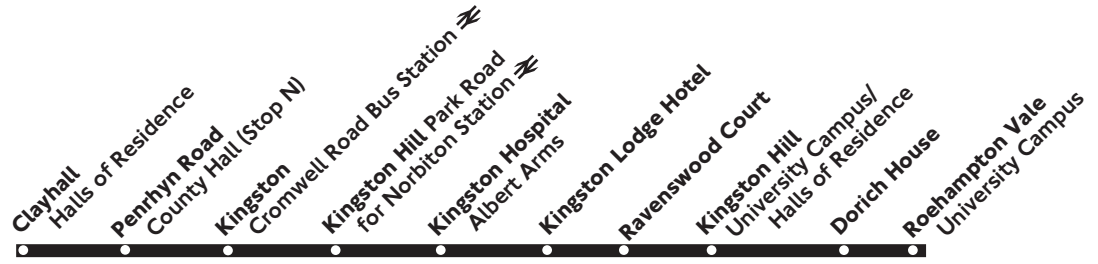 Clayhall
Halls of Residence
Penrhyn Road
County Hall (Stop N)
Kingston
Cromwell Road Bus Station
Kingston Hill Park Road
for Norbiton Station
Kingston Hospital
Albert Arms
Kingston Lodge Hotel
Ravenswood Court
Kingston Hill
University Campus/
Halls of Residence
Dorich House
Roehampton Vale
University Campus